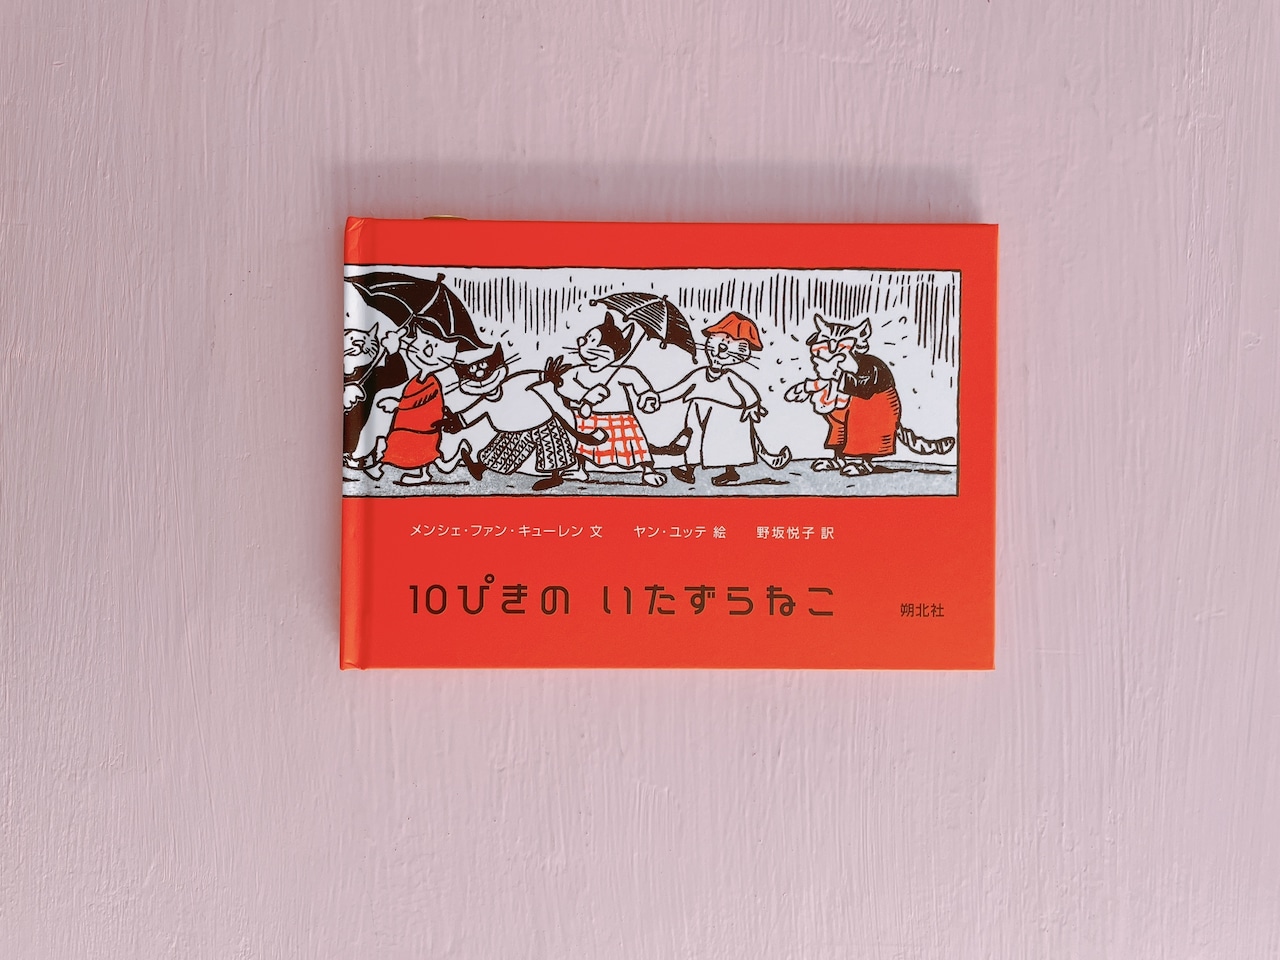 メンシェ・ファン・キューレン 文　ヤン・ユッテ 絵　野坂悦子 訳
10ぴきの いたずらねこ
朔北社